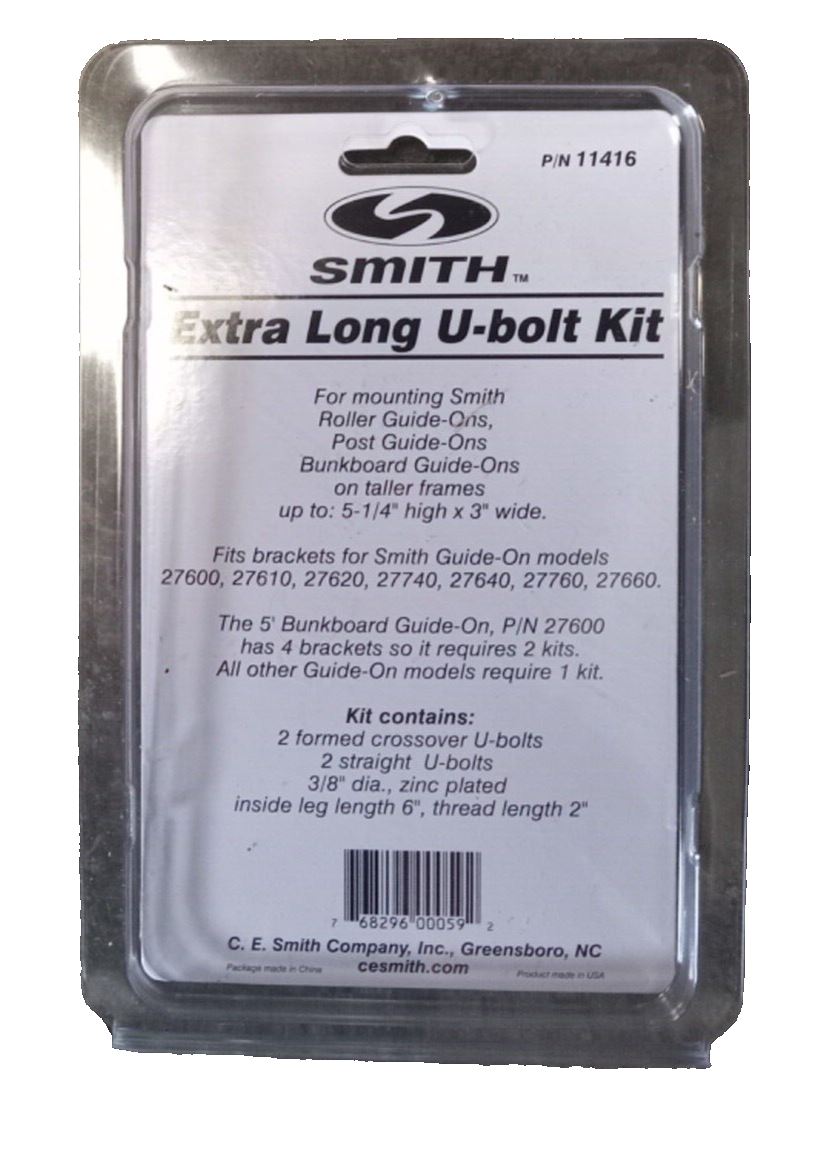 P/N 11416
SMITH™
Extra Long U-bolt Kit
For mounting Smith
Roller Guide-Ons,
Post Guide-Ons
Bunkboard Guide-Ons
on taller frames
up to: 5-1/4" high x 3" wide.
Fits brackets for Smith Guide-On models
27600, 27610, 27620, 27740, 27640, 27760, 27660.
The 5' Bunkboard Guide-On, P/N 27600
has 4 brackets so it requires 2 kits.
All other Guide-On models require 1 kit.
Kit contains:
2 formed crossover U-bolts
2 straight U-bolts
3/8" dia., zinc plated
inside leg length 6", thread length 2"
7 68296 00059 2
C. E. Smith Company, Inc., Greensboro, NC
Package made in China cesmith.com Product made in USA